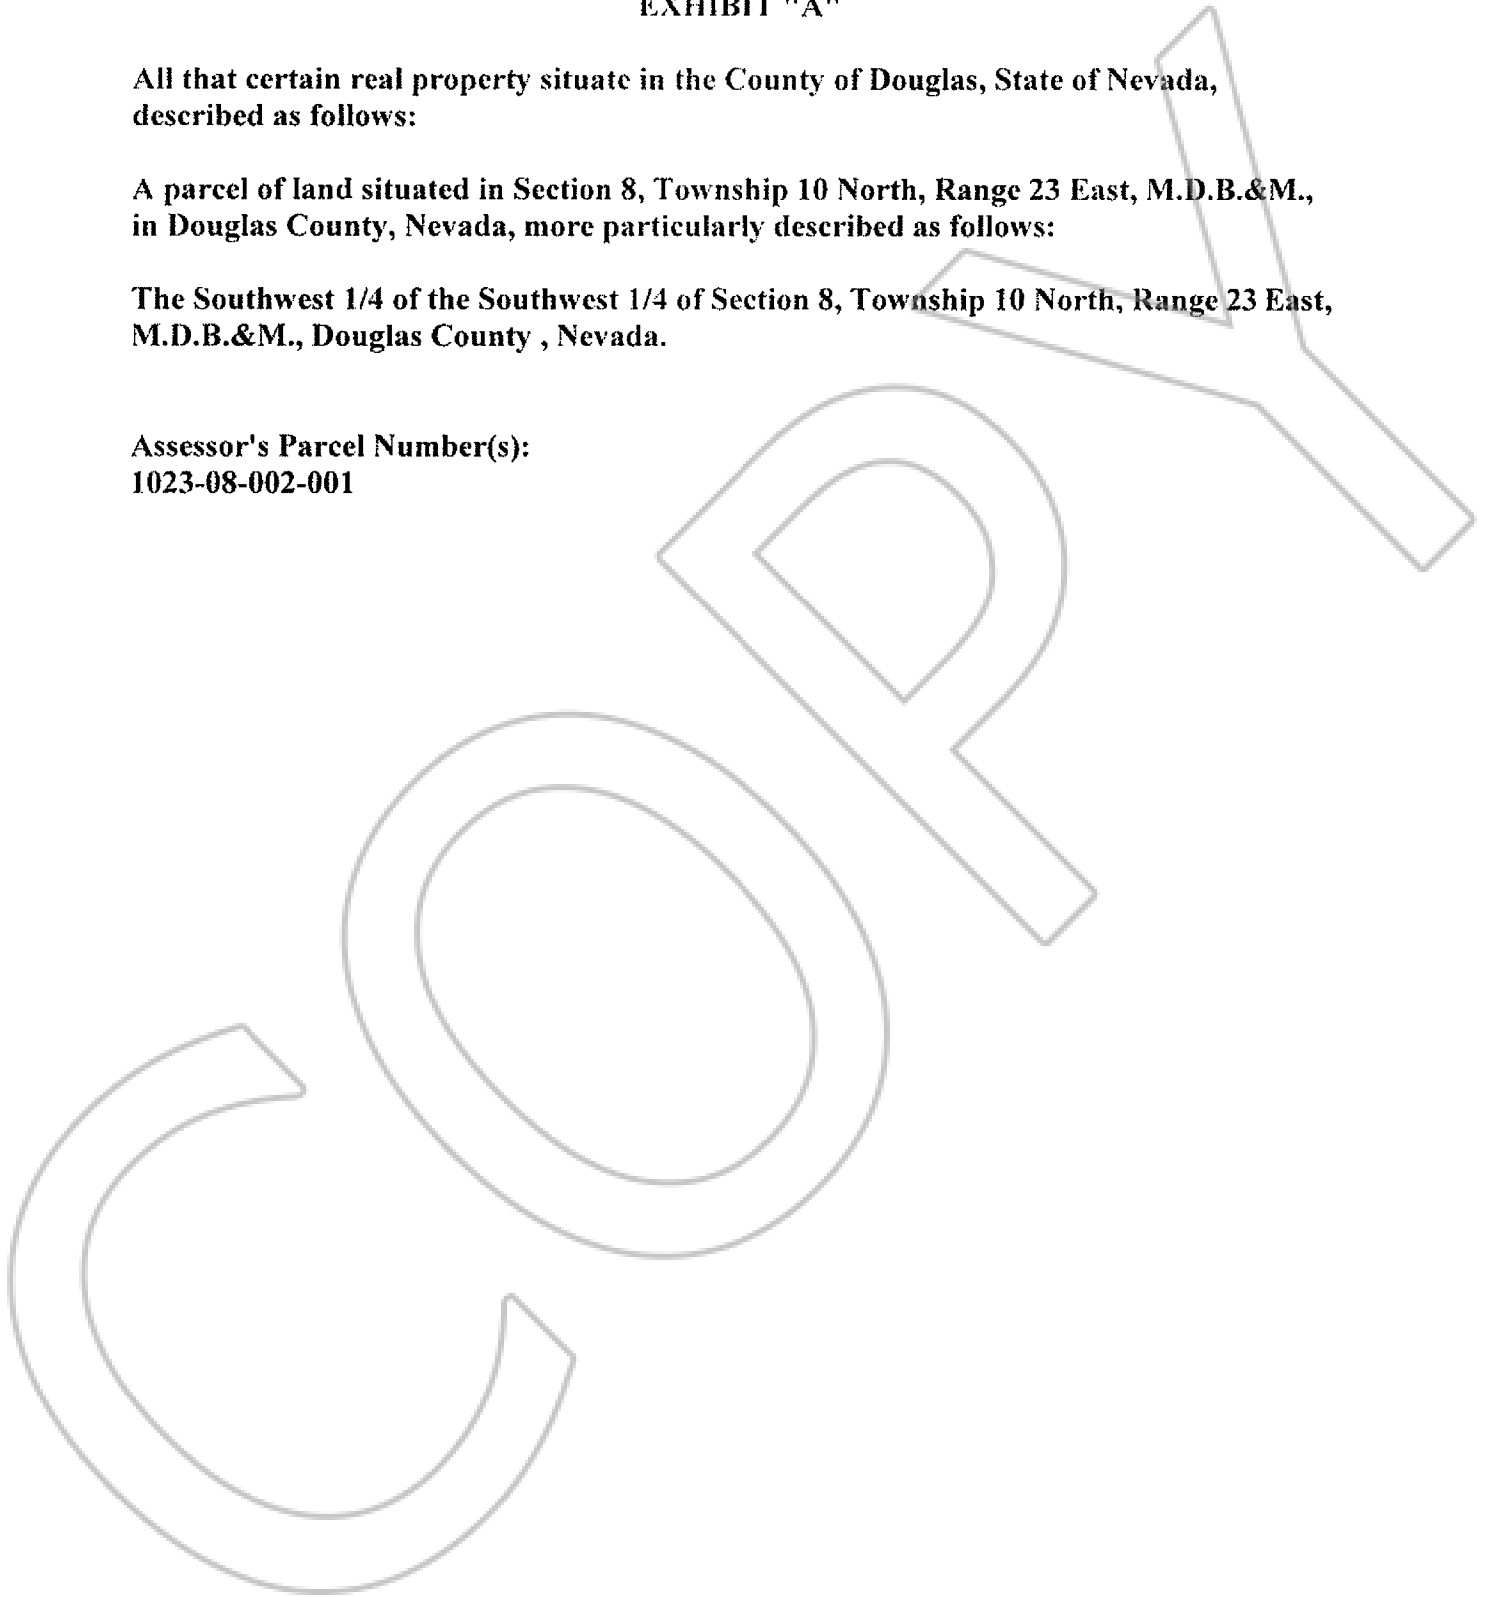 EXHIBIT "A"
All that certain real property situate in the County of Douglas, State of Nevada,
described as follows:
A parcel of land situated in Section 8, Township 10 North, Range 23 East, M.D.B.&M.,
in Douglas County, Nevada, more particularly described as follows:
The Southwest 1/4 of the Southwest 1/4 of Section 8, Township 10 North, Range 23 East,
M.D.B.&M., Douglas County , Nevada.
Assessor's Parcel Number(s):
1023-08-002-001
COPY